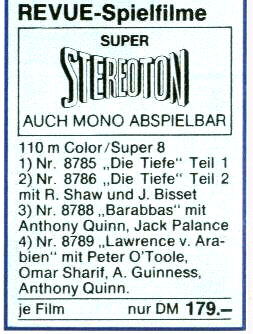 REVUE-Spielfilme
SUPER
STEREOTON
AUCH MONO ABSPIELBAR
110 m Color/Super 8
1) Nr. 8785 „Die Tiefe“ Teil 1
2) Nr. 8786 „Die Tiefe“ Teil 2
mit R. Shaw und J. Bisset
3) Nr. 8788 „Barabbas“ mit
Anthony Quinn, Jack Palance
4) Nr. 8789 „Lawrence v. Ara-
bien“ mit Peter O'Toole,
Omar Sharif, A. Guinness,
Anthony Quinn.
je Film nur DM 179.–